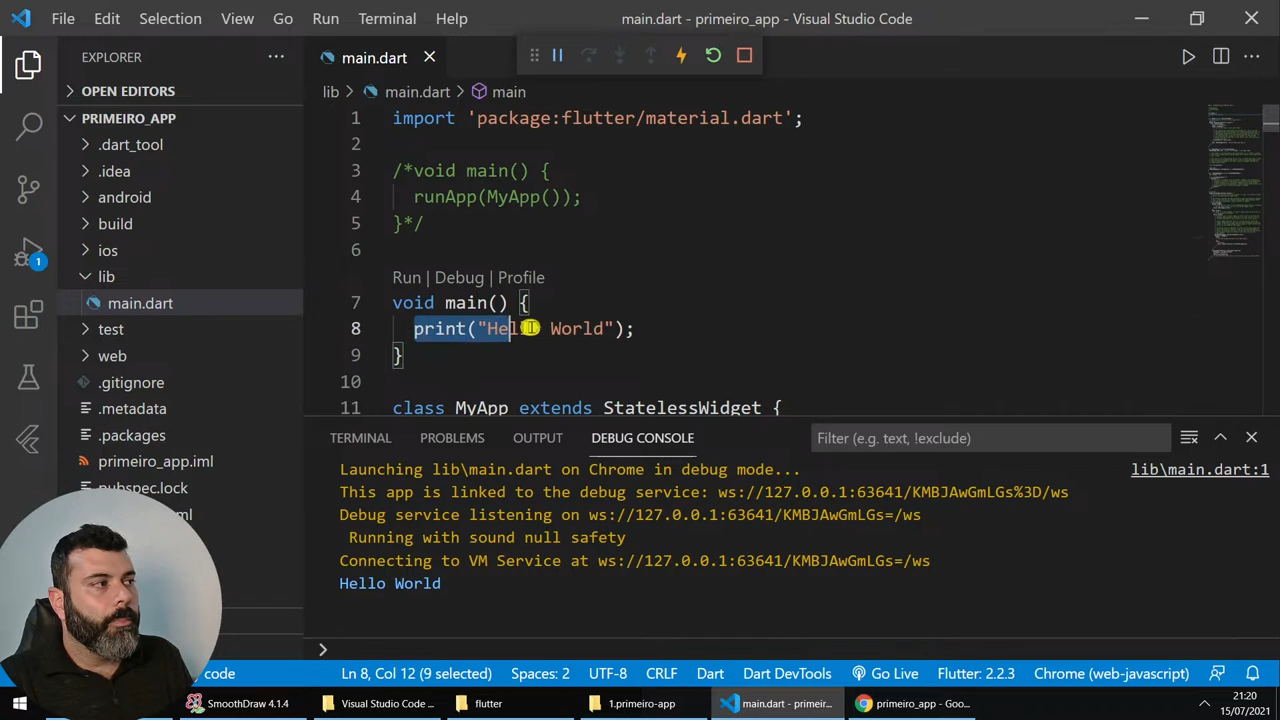 File Edit Selection View Go Run Terminal Help
main.dart - primeiro_app - Visual Studio Code
EXPLORER
main.dart
OPEN EDITORS
PRIMEIRO_APP
.dart_tool
.idea
android
build
ios
lib
main.dart
test
web
.gitignore
.metadata
.packages
primeiro_app.iml
pubspec.lock
1
lib > main.dart > main
1 import 'package:flutter/material.dart';
2
3 /*void main() {
4 runApp(MyApp());
5 }*/
6
Run | Debug | Profile
7 void main() {
8 print("Hello World");
9 }
10
11 class MyApp extends StatelessWidget {
TERMINAL PROBLEMS OUTPUT DEBUG CONSOLE
Filter (e.g. text, !exclude)
Launching lib\main.dart on Chrome in debug mode...
lib\main.dart:1
This app is linked to the debug service: ws://127.0.0.1:63641/KMBJAwGmLGs%3D/ws
Debug service listening on ws://127.0.0.1:63641/KMBJAwGmLGs=/ws
Running with sound null safety
Connecting to VM Service at ws://127.0.0.1:63641/KMBJAwGmLGs=/ws
Hello World
code Ln 8, Col 12 (9 selected) Spaces: 2 UTF-8 CRLF Dart Dart DevTools Go Live Flutter: 2.2.3 Chrome (web-javascript)
SmoothDraw 4.1.4 Visual Studio Code ... flutter 1.primeiro-app main.dart - primeir... primeiro_app - Goo...
21:20
15/07/2021